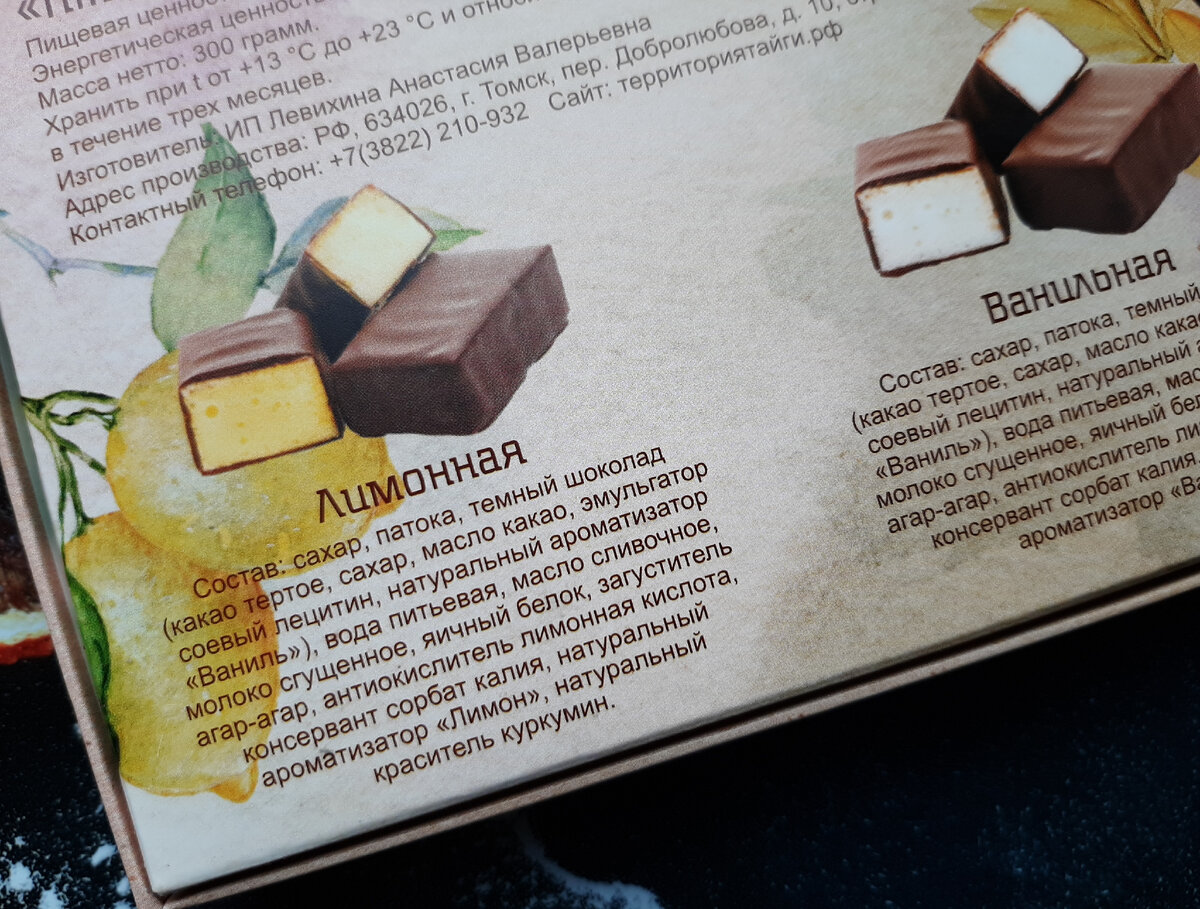 Пищевая ценнос
Энергетическая ценность
Масса нетто: 300 грамм.
Хранить при t от +13 °C до +23 °C и относи
в течение трех месяцев.
Изготовитель: ИП Левихина Анастасия Валерьевна
Адрес производства: РФ, 634026, г. Томск, пер. Добролюбова, д. 10, стр
Контактный телефон: +7(3822) 210-932 Сайт: территориятайги.рф
Лимонная
Состав: сахар, патока, темный шоколад
(какао тертое, сахар, масло какао, эмульгатор
соевый лецитин, натуральный ароматизатор
«Ваниль»), вода питьевая, масло сливочное,
молоко сгущенное, яичный белок, загуститель
агар-агар, антиокислитель лимонная кислота,
консервант сорбат калия, натуральный
ароматизатор «Лимон», натуральный
краситель куркумин.
Ванильная
Состав: сахар, патока, темный
(какао тертое, сахар, масло какао
соевый лецитин, натуральный а
«Ваниль»), вода питьевая, мас
молоко сгущенное, яичный бел
агар-агар, антиокислитель ли
консервант сорбат калия,
ароматизатор «Ва